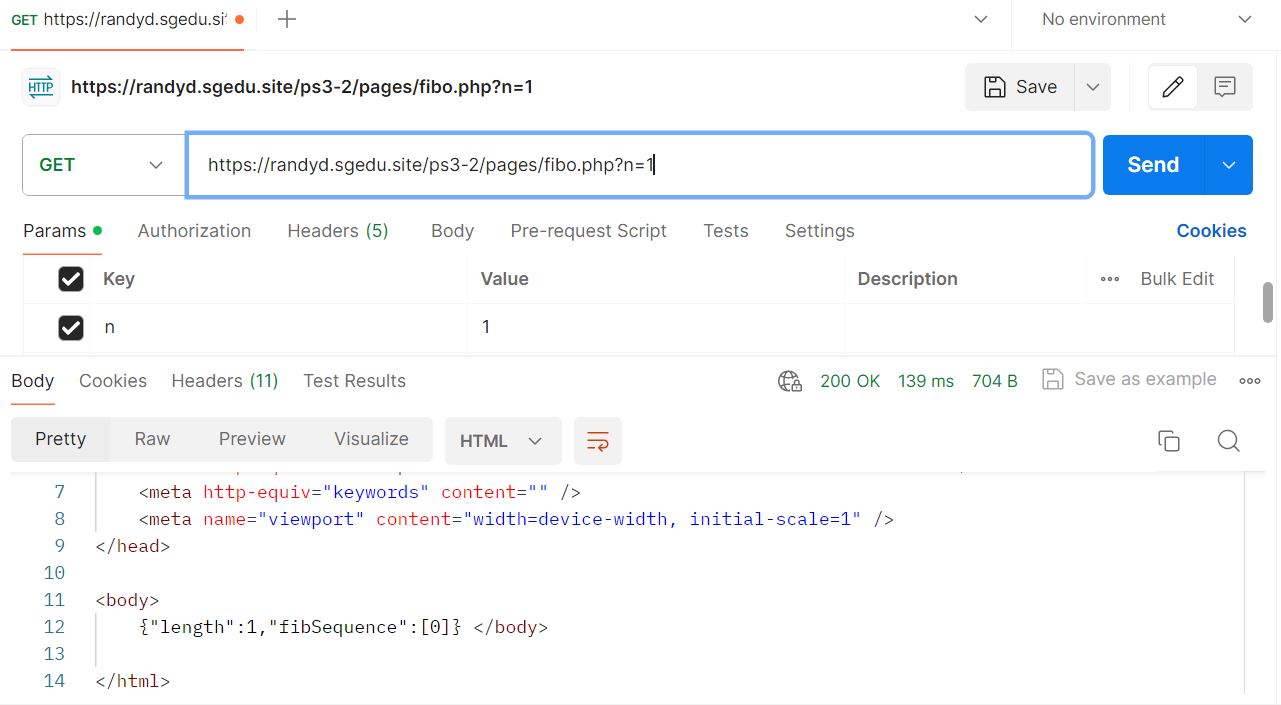 GET https://randyd.sgedu.si
No environment
HTTP https://randyd.sgedu.site/ps3-2/pages/fibo.php?n=1
Save
GET https://randyd.sgedu.site/ps3-2/pages/fibo.php?n=1 Send
Params Authorization Headers (5) Body Pre-request Script Tests Settings Cookies
Key Value Description Bulk Edit
n 1
Body Cookies Headers (11) Test Results 200 OK 139 ms 704 B Save as example
Pretty Raw Preview Visualize HTML
7 <meta http-equiv="keywords" content="" />
8 <meta name="viewport" content="width=device-width, initial-scale=1" />
9 </head>
10
11 <body>
12 {"length":1,"fibSequence":[0]} </body>
13
14 </html>